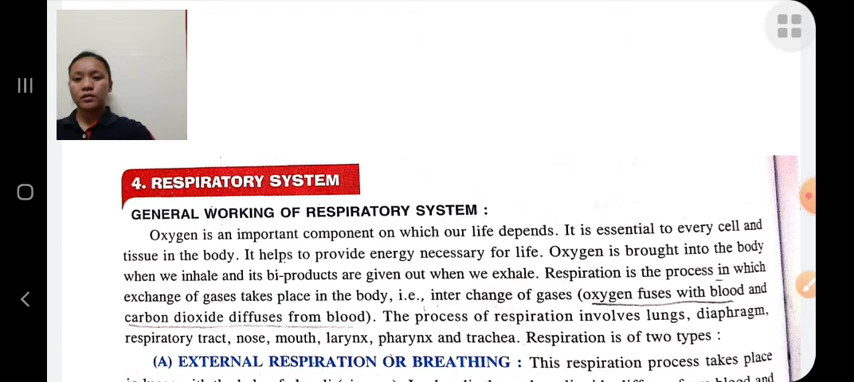 4. RESPIRATORY SYSTEM
GENERAL WORKING OF RESPIRATORY SYSTEM :
Oxygen is an important component on which our life depends. It is essential to every cell and
tissue in the body. It helps to provide energy necessary for life. Oxygen is brought into the body
when we inhale and its bi-products are given out when we exhale. Respiration is the process in which
exchange of gases takes place in the body, i.e., inter change of gases (oxygen fuses with blood and
carbon dioxide diffuses from blood). The process of respiration involves lungs, diaphragm,
respiratory tract, nose, mouth, larynx, pharynx and trachea. Respiration is of two types :
(A) EXTERNAL RESPIRATION OR BREATHING : This respiration process takes place